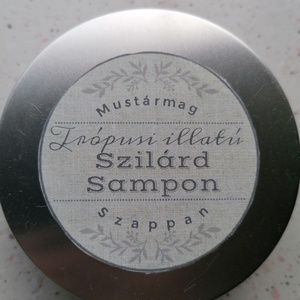 Mustármag
Trópusi illatú
Szilárd
Sampon
Szappan